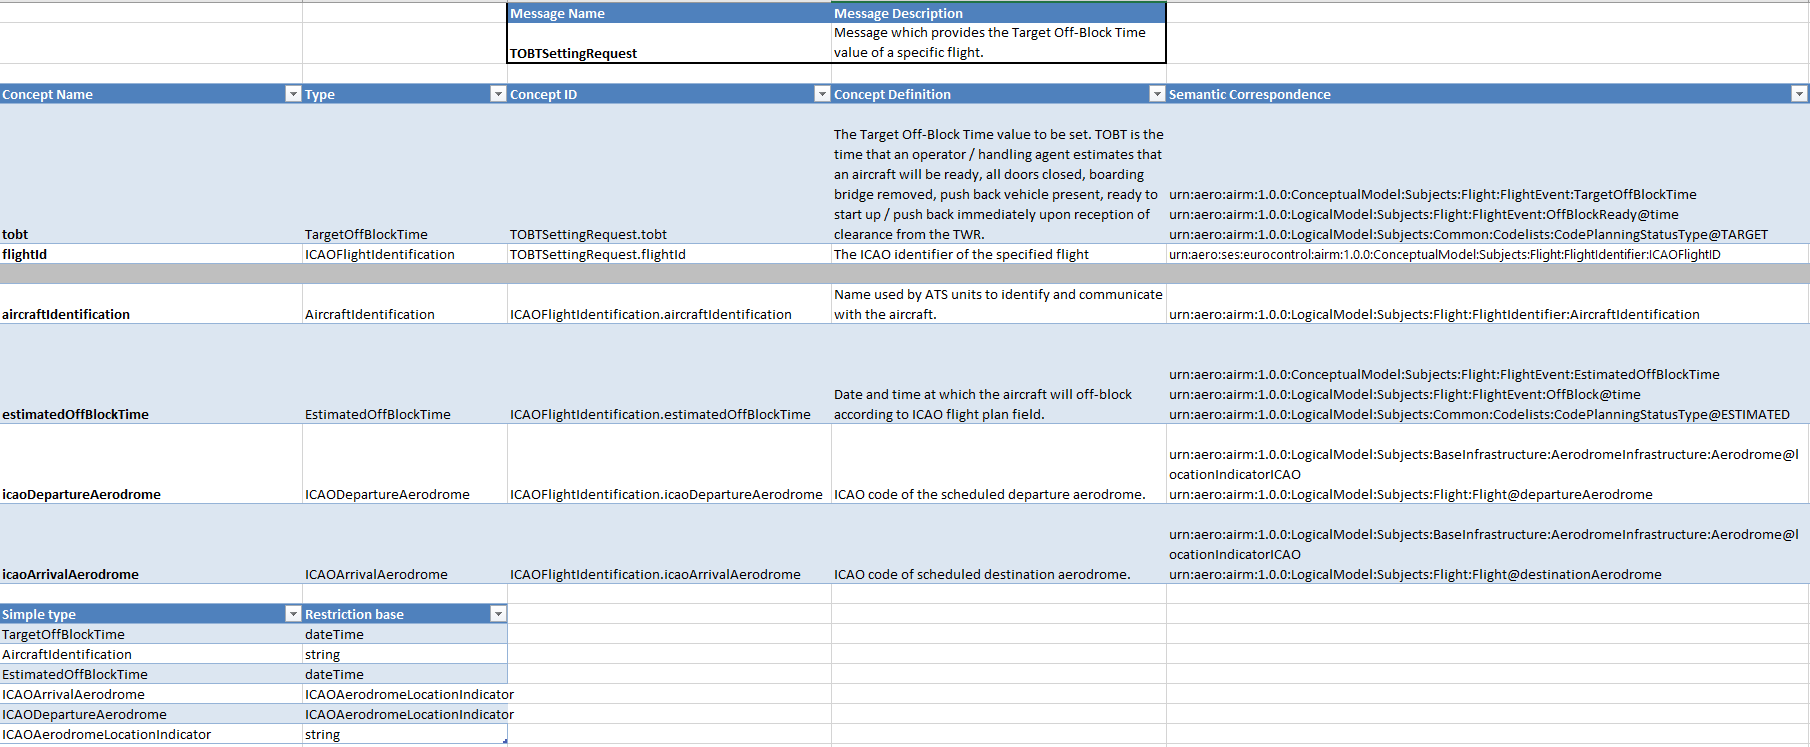 Message Name Message Description
TOBTSettingRequest Message which provides the Target Off-Block Time
value of a specific flight.
Concept Name Type Concept ID Concept Definition Semantic Correspondence
tobt TargetOffBlockTime TOBTSettingRequest.tobt The Target Off-Block Time value to be set. TOBT is the
time that an operator / handling agent estimates that
an aircraft will be ready, all doors closed, boarding
bridge removed, push back vehicle present, ready to
start up / push back immediately upon reception of
clearance from the TWR.
urn:aero:airm:1.0.0:ConceptualModel:Subjects:Flight:FlightEvent:TargetOffBlockTime
urn:aero:airm:1.0.0:LogicalModel:Subjects:Flight:FlightEvent:OffBlockReady@time
urn:aero:airm:1.0.0:LogicalModel:Subjects:Common:Codelists:CodePlanningStatusType@TARGET
flightId ICAOFlightIdentification TOBTSettingRequest.flightId The ICAO identifier of the specified flight urn:aero:ses:eurocontrol:airm:1.0.0:ConceptualModel:Subjects:Flight:FlightIdentifier:ICAOFlightID
aircraftIdentification AircraftIdentification ICAOFlightIdentification.aircraftIdentification Name used by ATS units to identify and communicate
with the aircraft.
urn:aero:airm:1.0.0:LogicalModel:Subjects:Flight:FlightIdentifier:AircraftIdentification
estimatedOffBlockTime EstimatedOffBlockTime ICAOFlightIdentification.estimatedOffBlockTime Date and time at which the aircraft will off-block
according to ICAO flight plan field.
urn:aero:airm:1.0.0:ConceptualModel:Subjects:Flight:FlightEvent:EstimatedOffBlockTime
urn:aero:airm:1.0.0:LogicalModel:Subjects:Flight:FlightEvent:OffBlock@time
urn:aero:airm:1.0.0:LogicalModel:Subjects:Common:Codelists:CodePlanningStatusType@ESTIMATED
icaoDepartureAerodrome ICAODepartureAerodrome ICAOFlightIdentification.icaoDepartureAerodrome ICAO code of the scheduled departure aerodrome.
urn:aero:airm:1.0.0:LogicalModel:Subjects:BaseInfrastructure:AerodromeInfrastructure:Aerodrome@l
ocationIndicatorICAO
urn:aero:airm:1.0.0:LogicalModel:Subjects:Flight:Flight@departureAerodrome
icaoArrivalAerodrome ICAOArrivalAerodrome ICAOFlightIdentification.icaoArrivalAerodrome ICAO code of scheduled destination aerodrome.
urn:aero:airm:1.0.0:LogicalModel:Subjects:BaseInfrastructure:AerodromeInfrastructure:Aerodrome@l
ocationIndicatorICAO
urn:aero:airm:1.0.0:LogicalModel:Subjects:Flight:Flight@destinationAerodrome
Simple type Restriction base
TargetOffBlockTime dateTime
AircraftIdentification string
EstimatedOffBlockTime dateTime
ICAOArrivalAerodrome ICAOAerodromeLocationIndicator
ICAODepartureAerodrome ICAOAerodromeLocationIndicator
ICAOAerodromeLocationIndicator string